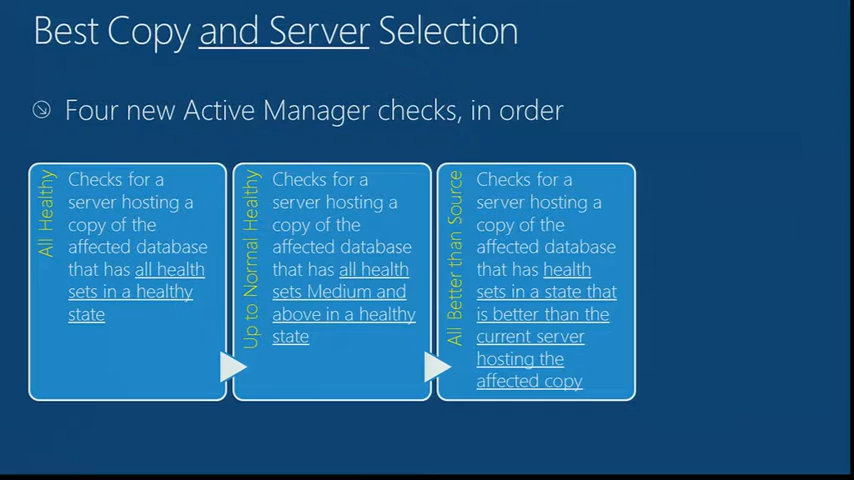 Best Copy and Server Selection
Four new Active Manager checks, in order
All Healthy
Checks for a
server hosting a
copy of the
affected database
that has all health
sets in a healthy
state
Up to Normal Healthy
Checks for a
server hosting a
copy of the
affected database
that has all health
sets Medium and
above in a healthy
state
All Better than Source
Checks for a
server hosting a
copy of the
affected database
that has health
sets in a state that
is better than the
current server
hosting the
affected copy